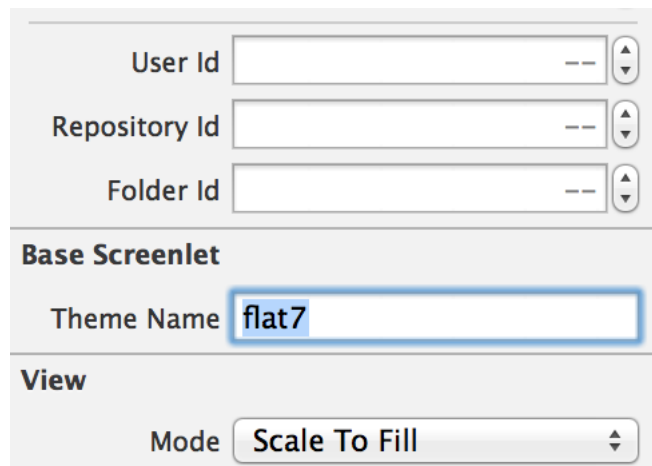 User Id --
Repository Id --
Folder Id --
Base Screenlet
Theme Name flat7
View
Mode Scale To Fill